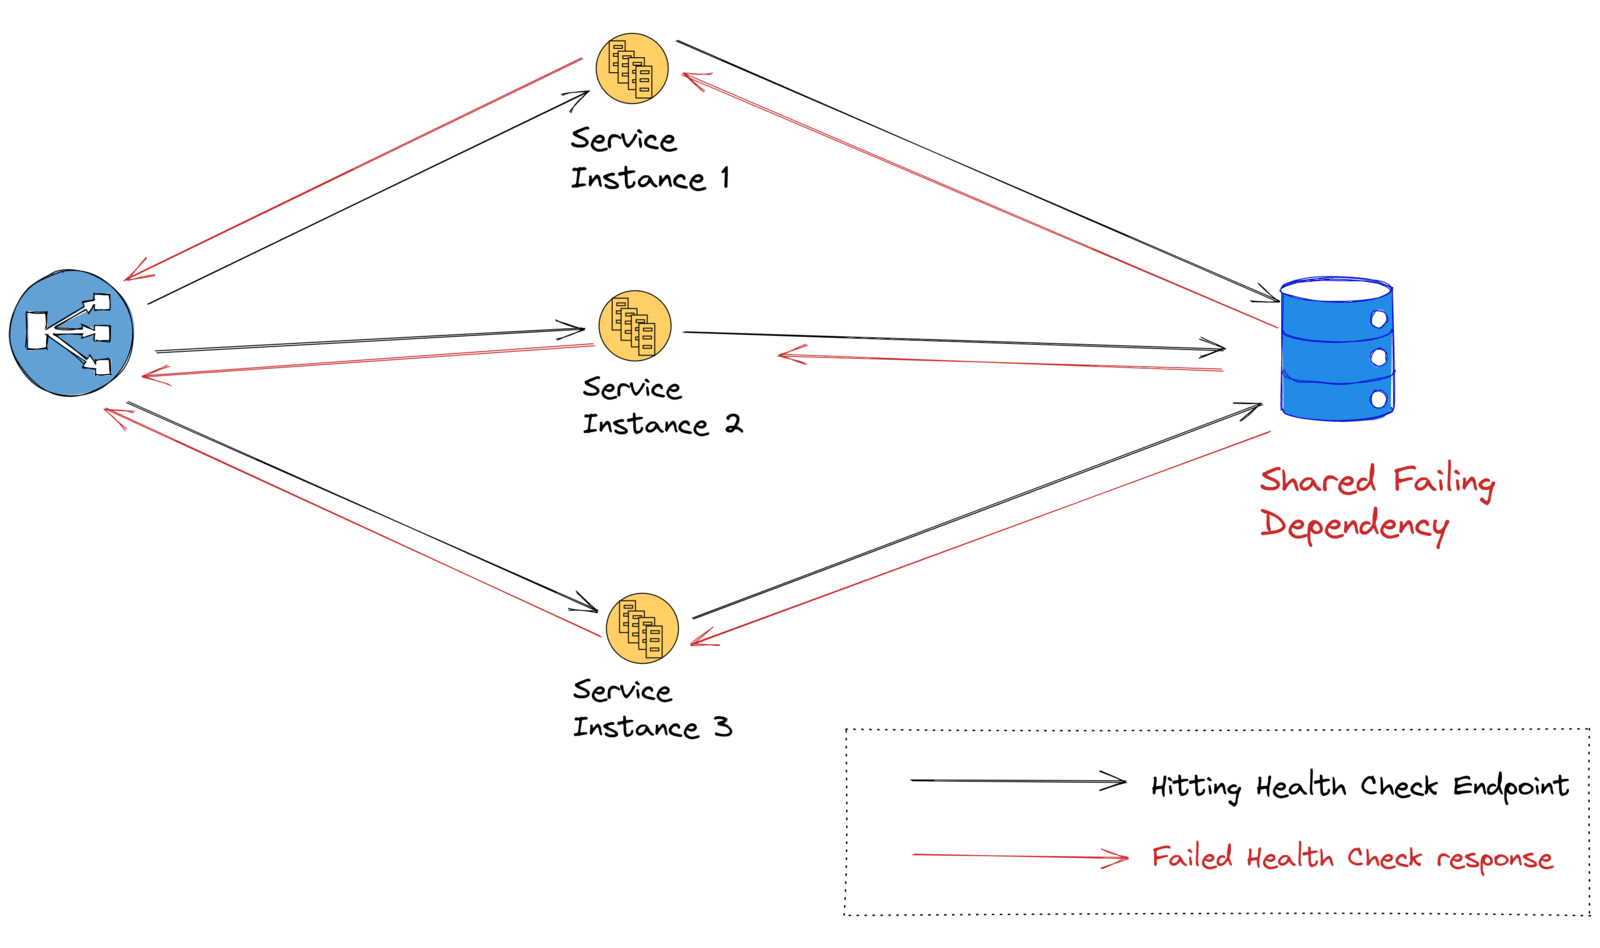 Service
Instance 1
Service
Instance 2
Shared Failing
Dependency
Service
Instance 3
Hitting Health Check Endpoint
Failed Health Check response